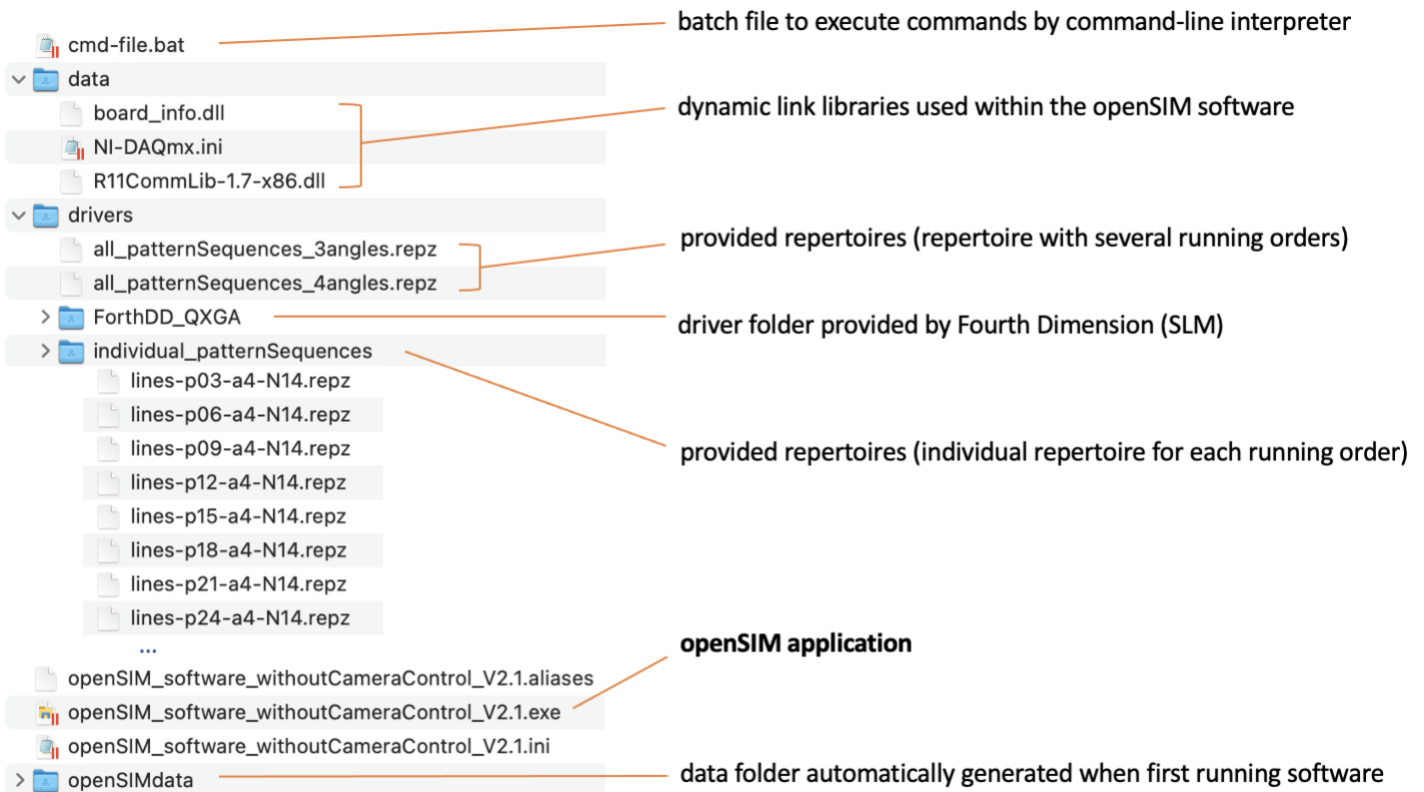 batch file to execute commands by command-line interpreter
cmd-file.bat
data
board_info.dll
dynamic link libraries used within the openSIM software
NI-DAQmx.ini
R11CommLib-1.7-x86.dll
drivers
all_patternSequences_3angles.repz
provided repertoires (repertoire with several running orders)
all_patternSequences_4angles.repz
ForthDD_QXGA
driver folder provided by Fourth Dimension (SLM)
individual_patternSequences
lines-p03-a4-N14.repz
lines-p06-a4-N14.repz
lines-p09-a4-N14.repz
provided repertoires (individual repertoire for each running order)
lines-p12-a4-N14.repz
lines-p15-a4-N14.repz
lines-p18-a4-N14.repz
lines-p21-a4-N14.repz
lines-p24-a4-N14.repz
...
openSIM application
openSIM_software_withoutCameraControl_V2.1.aliases
openSIM_software_withoutCameraControl_V2.1.exe
openSIM_software_withoutCameraControl_V2.1.ini
openSIMdata
data folder automatically generated when first running software